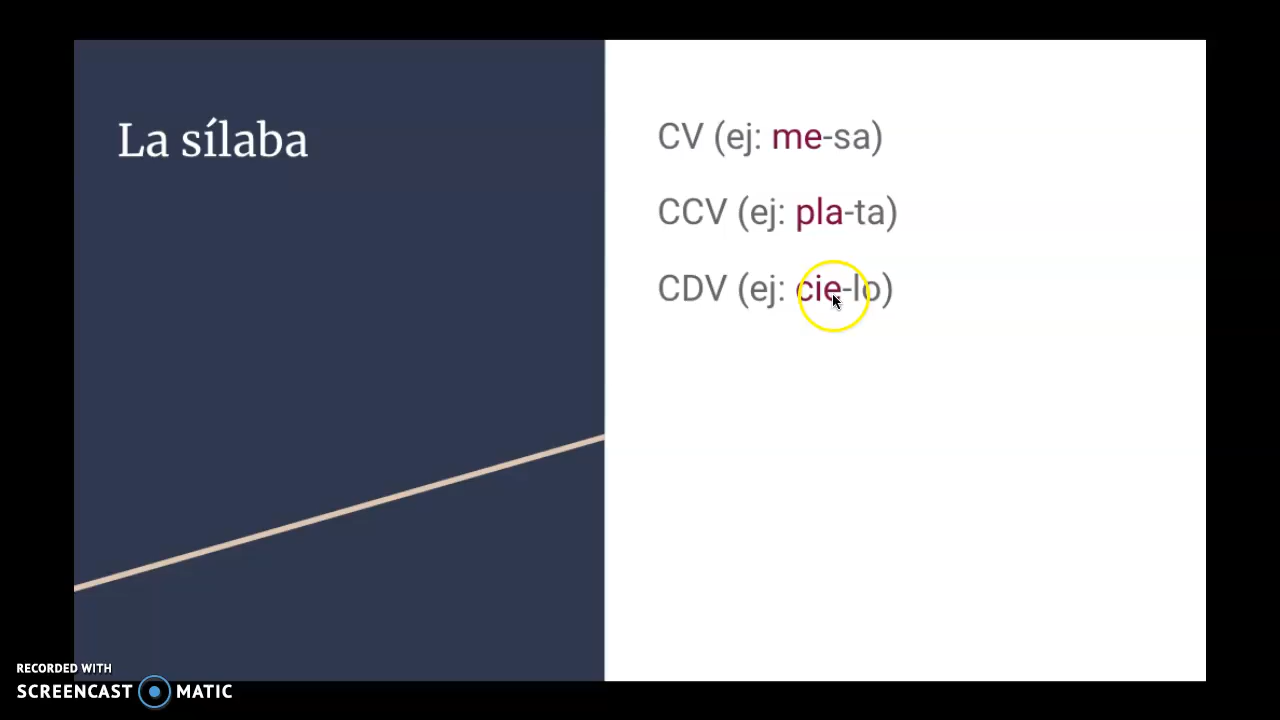 La sílaba
CV (ej: me-sa)
CCV (ej: pla-ta)
CDV (ej: cie-lo)
RECORDED WITH
SCREENCAST MATIC